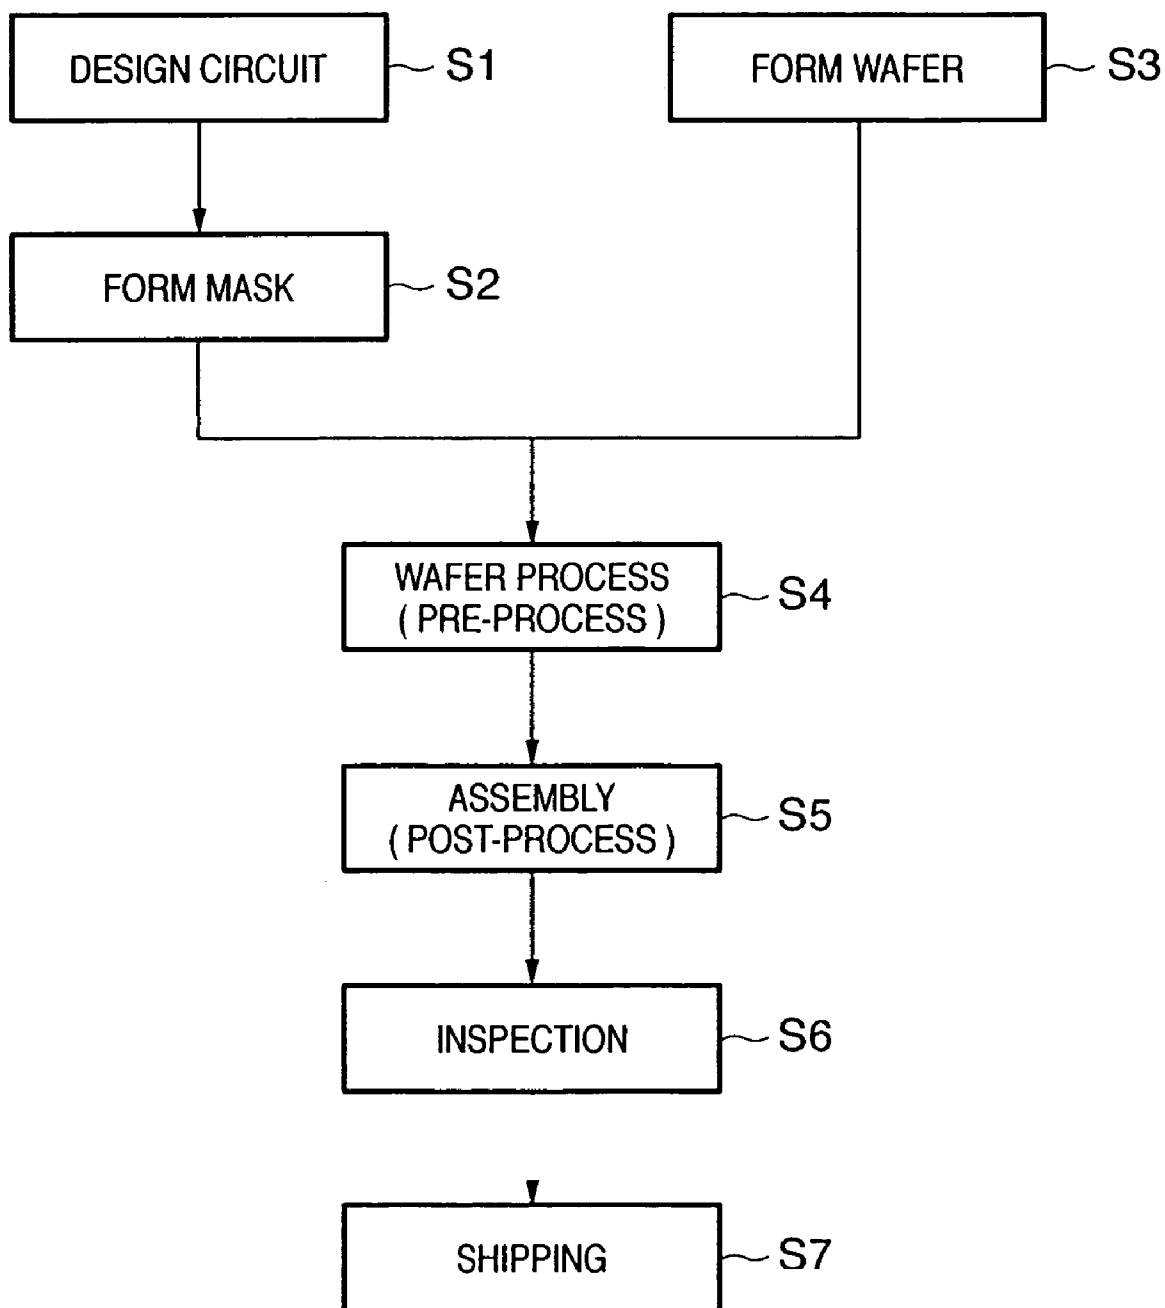 DESIGN CIRCUIT
S1
FORM WAFER
S3
FORM MASK
S2
WAFER PROCESS
( PRE-PROCESS )
S4
ASSEMBLY
( POST-PROCESS )
S5
INSPECTION
S6
SHIPPING
S7